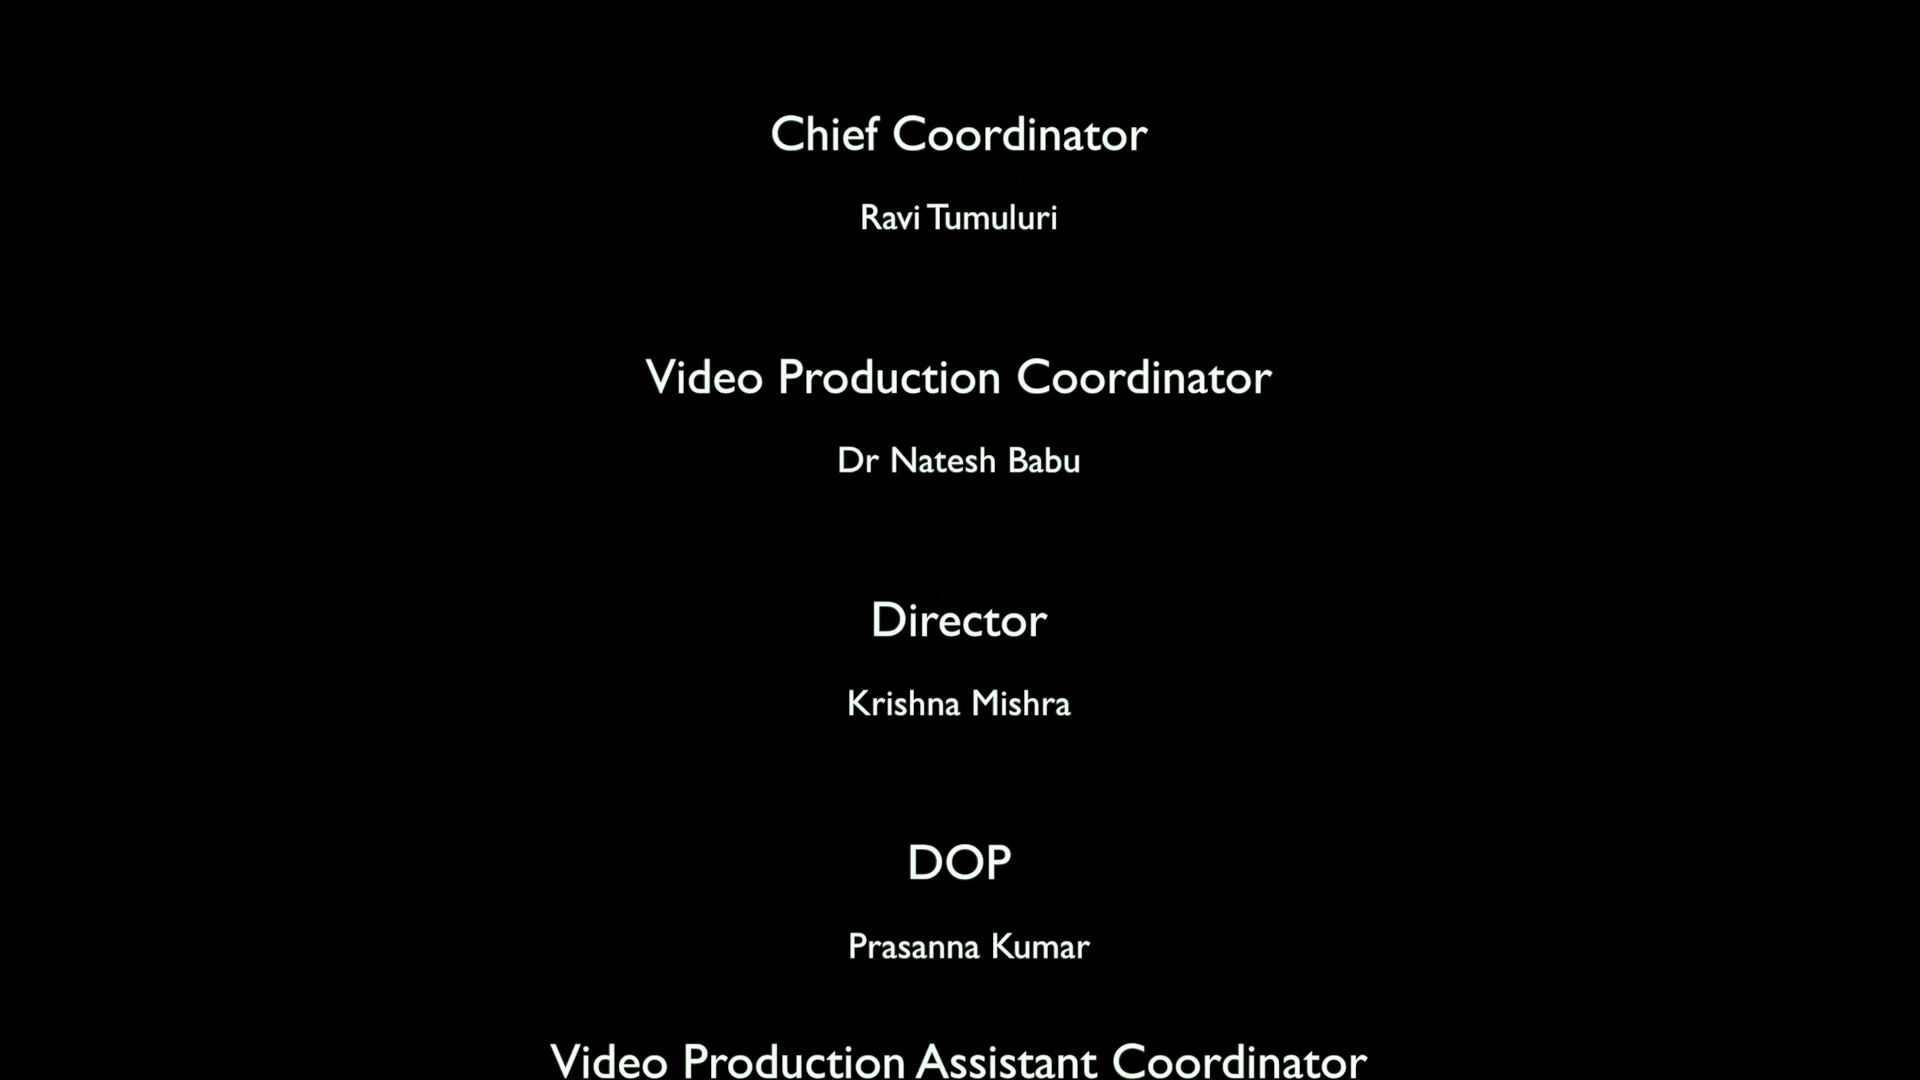 Chief Coordinator
Ravi Tumuluri
Video Production Coordinator
Dr Natesh Babu
Director
Krishna Mishra
DOP
Prasanna Kumar
Video Production Assistant Coordinator